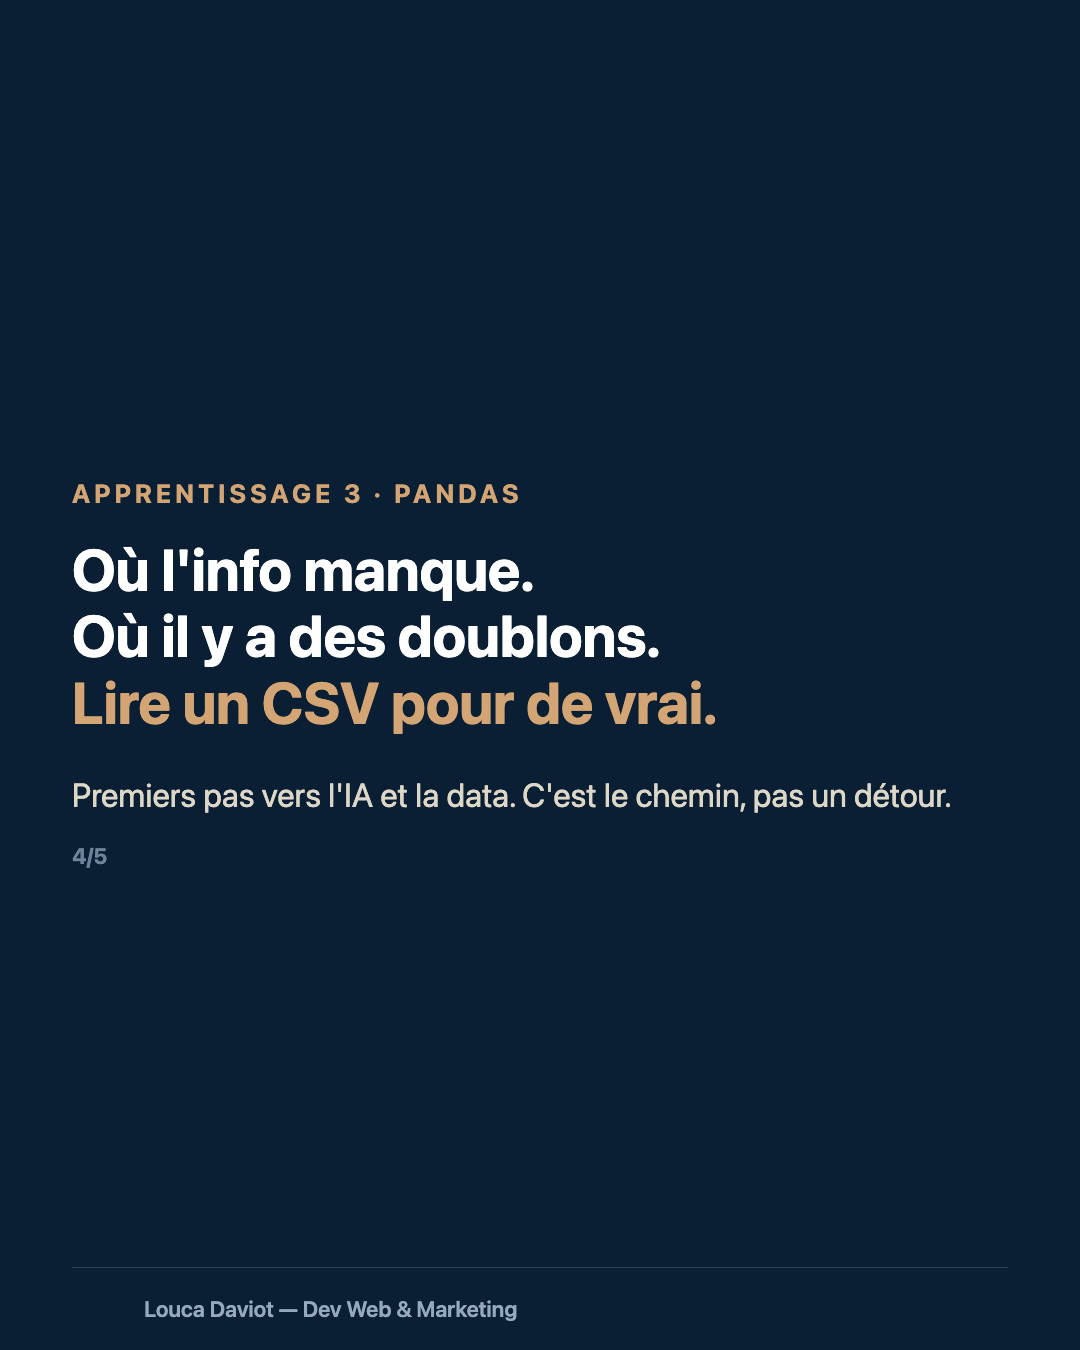 APPRENTISSAGE 3 · PANDAS
Où l'info manque.
Où il y a des doublons.
Lire un CSV pour de vrai.
Premiers pas vers l'IA et la data. C'est le chemin, pas un détour.
4/5
Louca Daviot — Dev Web & Marketing